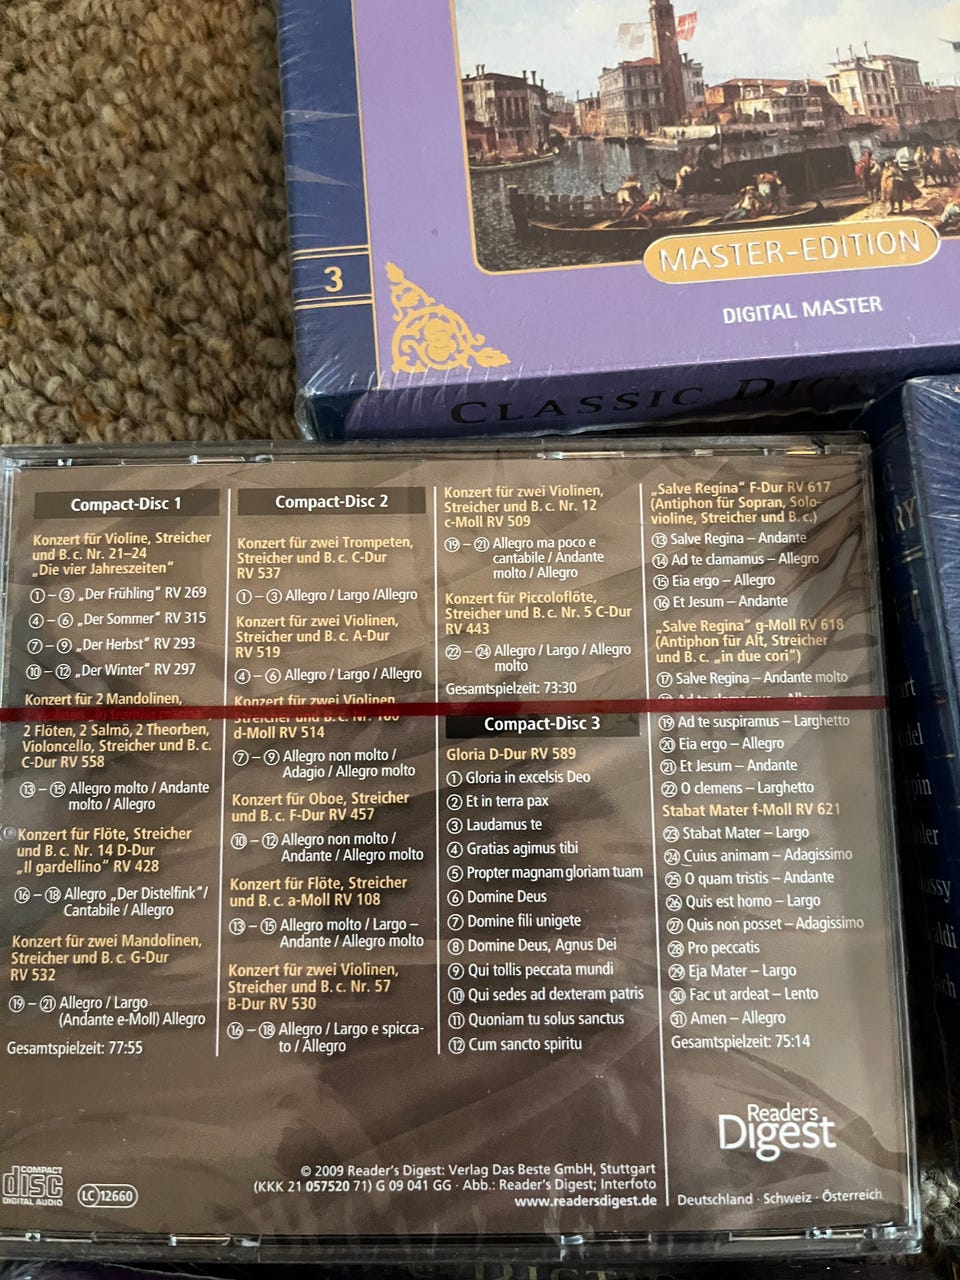 3
MASTER-EDITION
DIGITAL MASTER
CLASSIC
Compact-Disc 1
Konzert für Violine, Streicher
und B. c. Nr. 21–24
„Die vier Jahreszeiten"
①–③ „Der Frühling" RV 269
④–⑥ „Der Sommer" RV 315
⑦–⑨ „Der Herbst" RV 293
⑩–⑫ „Der Winter" RV 297
Konzert für 2 Mandolinen,
2 Flöten, 2 Salmö, 2 Theorben,
Violoncello, Streicher und B. c.
C-Dur RV 558
⑬–⑮ Allegro molto / Andante
molto / Allegro
Konzert für Flöte, Streicher
und B. c. Nr. 14 D-Dur
„Il gardellino" RV 428
⑯–⑱ Allegro „Der Distelfink"/
Cantabile / Allegro
Konzert für zwei Mandolinen,
Streicher und B. c. G-Dur
RV 532
⑲–㉑ Allegro / Largo
(Andante e-Moll) Allegro
Gesamtspielzeit: 77:55
Compact-Disc 2
Konzert für zwei Trompeten,
Streicher und B. c. C-Dur
RV 537
①–③ Allegro / Largo /Allegro
Konzert für zwei Violinen,
Streicher und B. c. A-Dur
RV 519
④–⑥ Allegro / Largo / Allegro
Konzert für zwei Violinen
Streicher und B. c. Nr.
d-Moll RV 514
⑦–⑨ Allegro non molto /
Adagio / Allegro molto
Konzert für Oboe, Streicher
und B. c. F-Dur RV 457
⑩–⑫ Allegro non molto /
Andante / Allegro molto
Konzert für Flöte, Streicher
und B. c. a-Moll RV 108
⑬–⑮ Allegro molto / Largo –
Andante / Allegro molto
Konzert für zwei Violinen,
Streicher und B. c. Nr. 57
B-Dur RV 530
⑯–⑱ Allegro / Largo e spicca-
to / Allegro
Konzert für zwei Violinen,
Streicher und B. c. Nr. 12
c-Moll RV 509
⑲–㉑ Allegro ma poco e
cantabile / Andante
molto / Allegro
Konzert für Piccoloflöte,
Streicher und B. c. Nr. 5 C-Dur
RV 443
㉒–㉔ Allegro / Largo / Allegro
molto
Gesamtspielzeit: 73:30
Compact-Disc 3
Gloria D-Dur RV 589
① Gloria in excelsis Deo
② Et in terra pax
③ Laudamus te
④ Gratias agimus tibi
⑤ Propter magnam gloriam tuam
⑥ Domine Deus
⑦ Domine fili unigete
⑧ Domine Deus, Agnus Dei
⑨ Qui tollis peccata mundi
⑩ Qui sedes ad dexteram patris
⑪ Quoniam tu solus sanctus
⑫ Cum sancto spiritu
„Salve Regina" F-Dur RV 617
(Antiphon für Sopran, Solo-
violine, Streicher und B. c.)
⑬ Salve Regina – Andante
⑭ Ad te clamamus – Allegro
⑮ Eia ergo – Allegro
⑯ Et Jesum – Andante
„Salve Regina" g-Moll RV 618
(Antiphon für Alt, Streicher
und B. c. „in due cori")
⑰ Salve Regina – Andante molto
Ad te clamamus – Allegro
⑲ Ad te suspiramus – Larghetto
⑳ Eia ergo – Allegro
㉑ Et Jesum – Andante
㉒ O clemens – Larghetto
Stabat Mater f-Moll RV 621
㉓ Stabat Mater – Largo
㉔ Cuius animam – Adagissimo
㉕ O quam tristis – Andante
㉖ Quis est homo – Largo
㉗ Quis non posset – Adagissimo
㉘ Pro peccatis
㉙ Eja Mater – Largo
㉚ Fac ut ardeat – Lento
㉛ Amen – Allegro
Gesamtspielzeit: 75:14
Readers
Digest
COMPACT
disc
DIGITAL AUDIO
LC 12660
© 2009 Reader's Digest: Verlag Das Beste GmbH, Stuttgart
(KKK 21 057520 71) G 09 041 GG · Abb.: Reader's Digest; Interfoto
www.readersdigest.de
Deutschland · Schweiz · Österreich